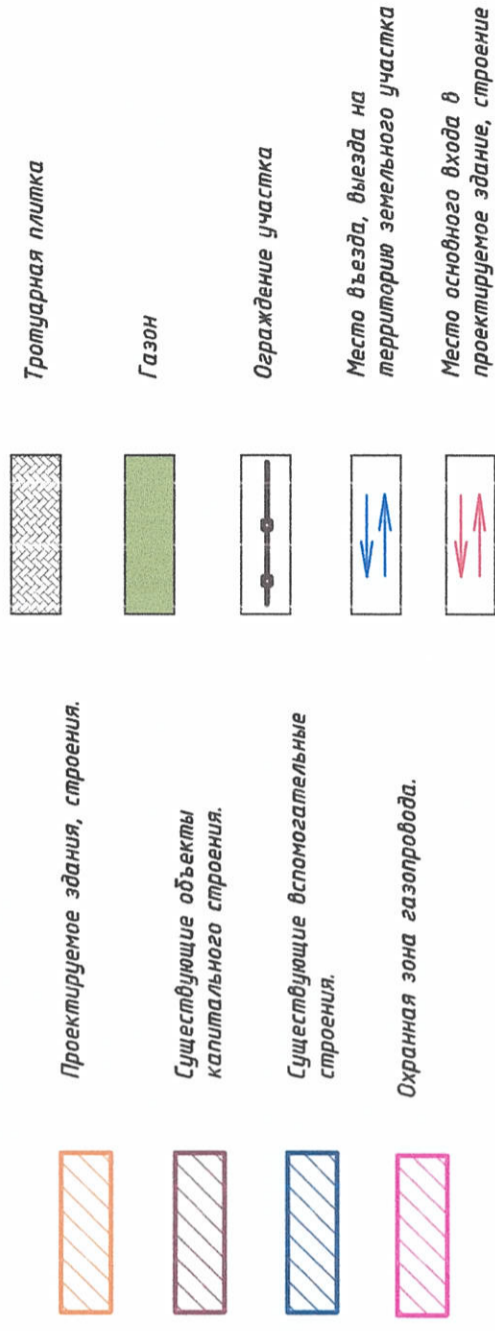 Проектируемое здания, строения.
Существующие объекты
капитального строения.
Существующие вспомогательные
строения.
Охранная зона газопровода.
Тротуарная плитка
Газон
Ограждение участка
Место въезда, выезда на
территорию земельного участка
Место основного входа в
проектируемое здание, строение